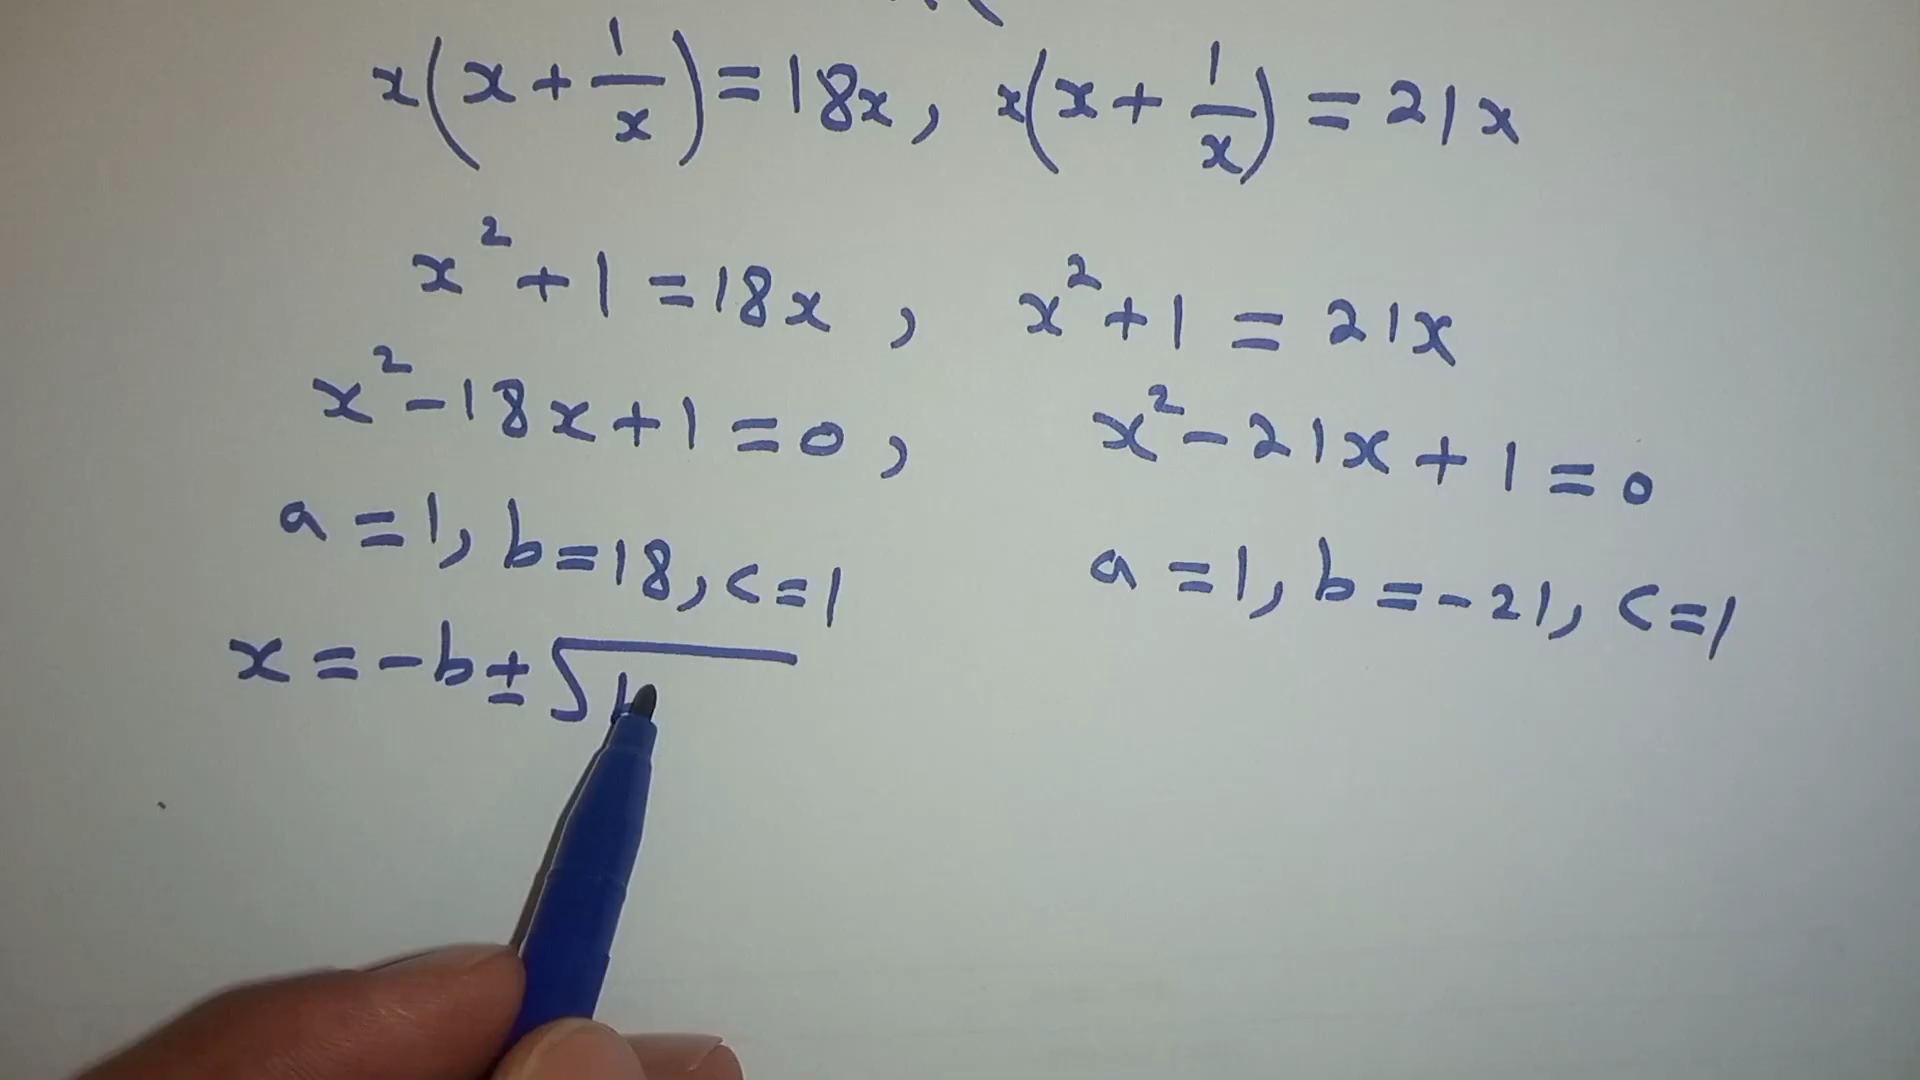 x(x + 1/x) = 18x, x(x + 1/x) = 21x
x² + 1 = 18x , x² + 1 = 21x
x² - 18x + 1 = 0 , x² - 21x + 1 = 0
a = 1, b = 18, c = 1 a = 1, b = -21, c = 1
x = -b ± √